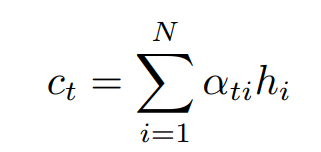 $c_t = \sum_{i=1}^{N} \alpha_{ti} h_i$